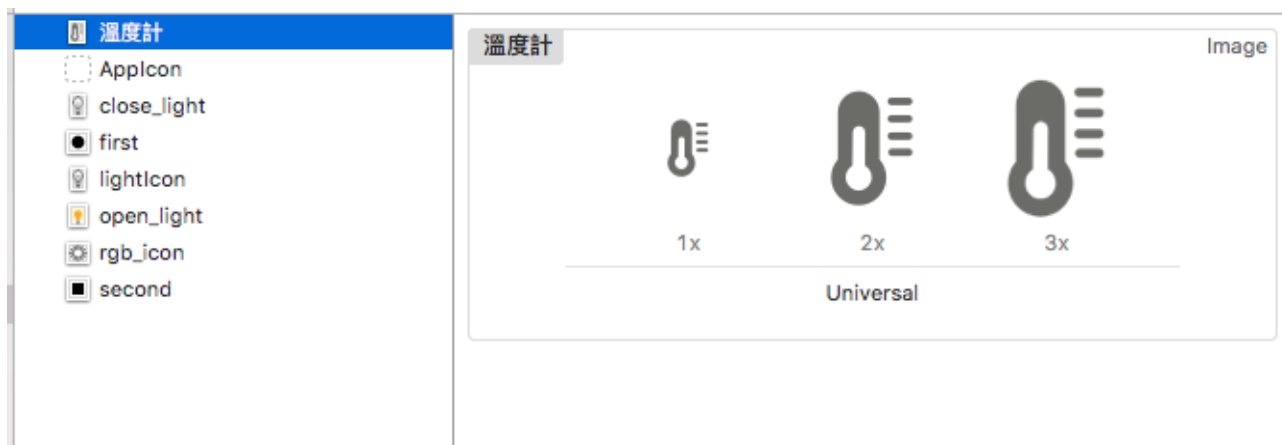 溫度計
AppIcon
close_light
first
lightIcon
open_light
rgb_icon
second
溫度計
Image
1x 2x 3x
Universal